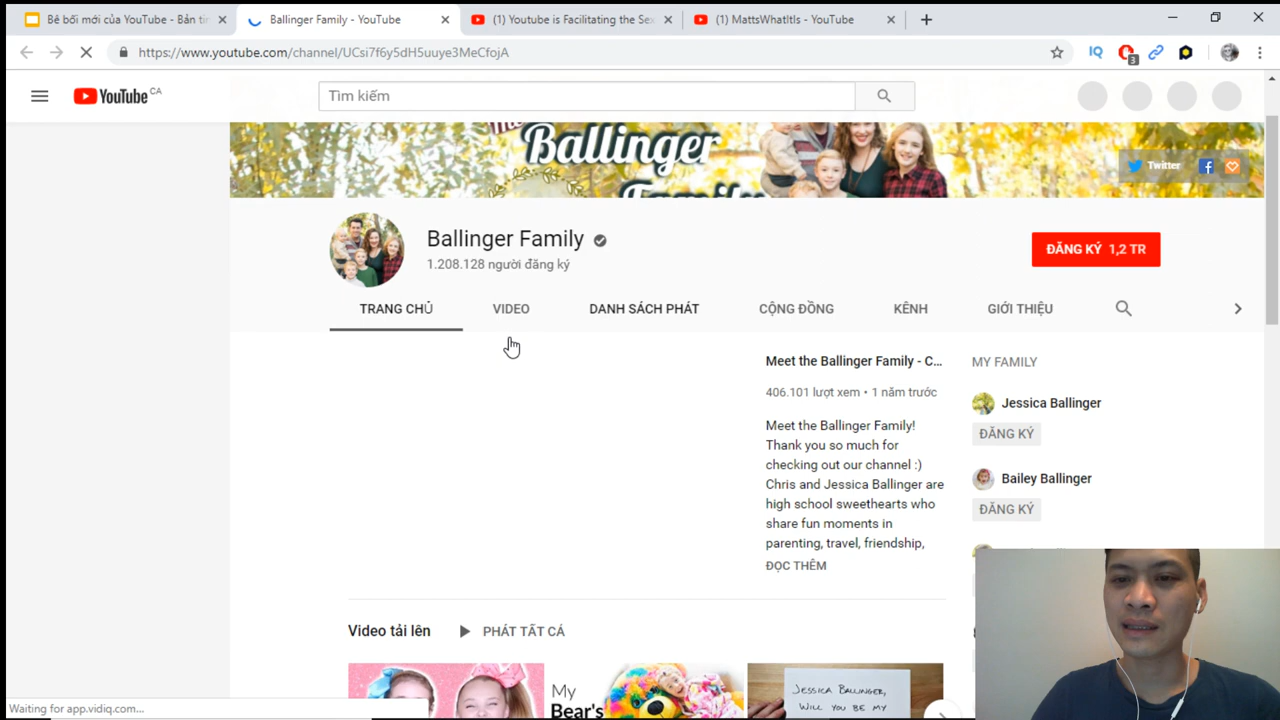 Bê bối mới của YouTube - Bản tin
Ballinger Family - YouTube
(1) Youtube is Facilitating the Sex
(1) MattsWhatItIs - YouTube
https://www.youtube.com/channel/UCsi7f6y5dH5uuye3MeCfojA
IQ
3
YouTube CA
Tìm kiếm
Ballinger
Family
Twitter
Ballinger Family
1.208.128 người đăng ký
ĐĂNG KÝ 1,2 TR
TRANG CHỦ
VIDEO
DANH SÁCH PHÁT
CỘNG ĐỒNG
KÊNH
GIỚI THIỆU
Meet the Ballinger Family - C...
406.101 lượt xem • 1 năm trước
Meet the Ballinger Family!
Thank you so much for
checking out our channel :)
Chris and Jessica Ballinger are
high school sweethearts who
share fun moments in
parenting, travel, friendship,
ĐỌC THÊM
MY FAMILY
Jessica Ballinger
ĐĂNG KÝ
Bailey Ballinger
ĐĂNG KÝ
Video tải lên
PHÁT TẤT CẢ
My
Bear's
JESSICA BALLINGER,
WILL YOU BE MY
Waiting for app.vidiq.com...